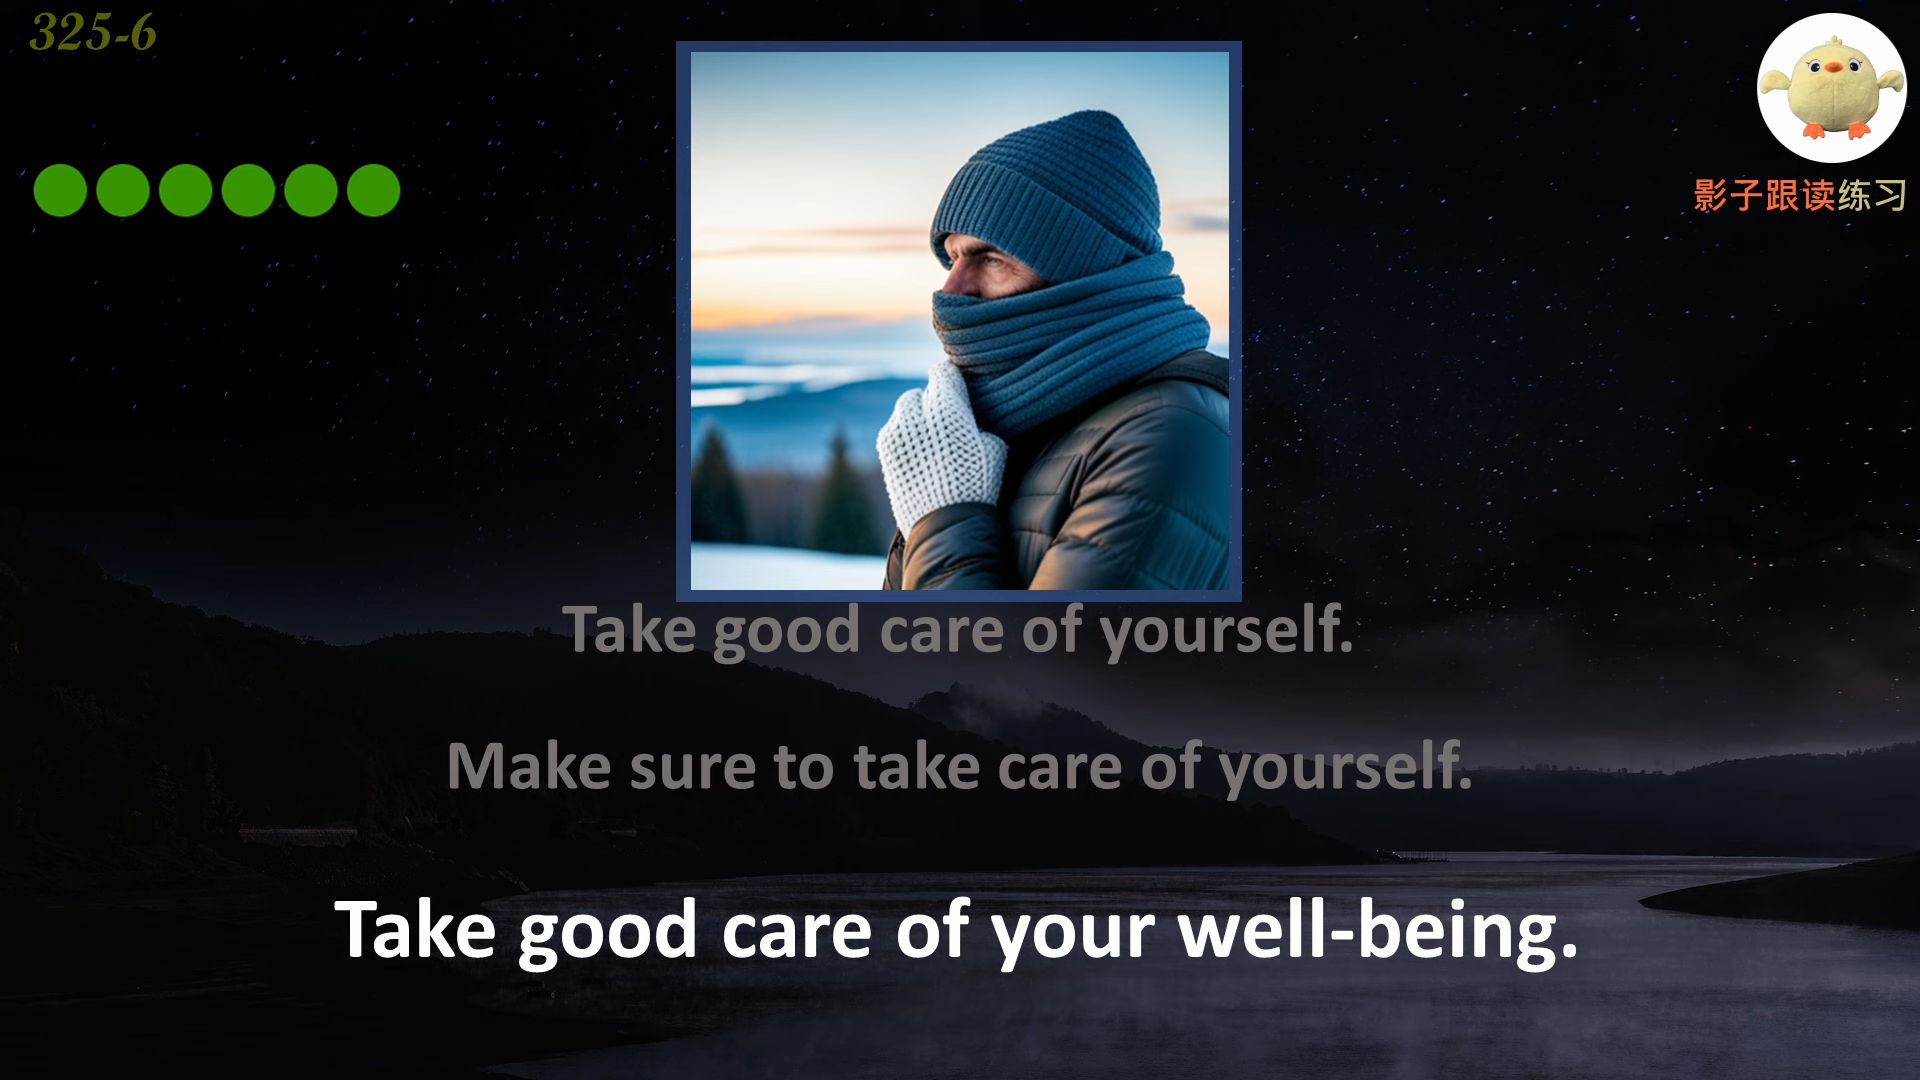 325-6
影子跟读练习
Take good care of yourself.
Make sure to take care of yourself.
Take good care of your well-being.